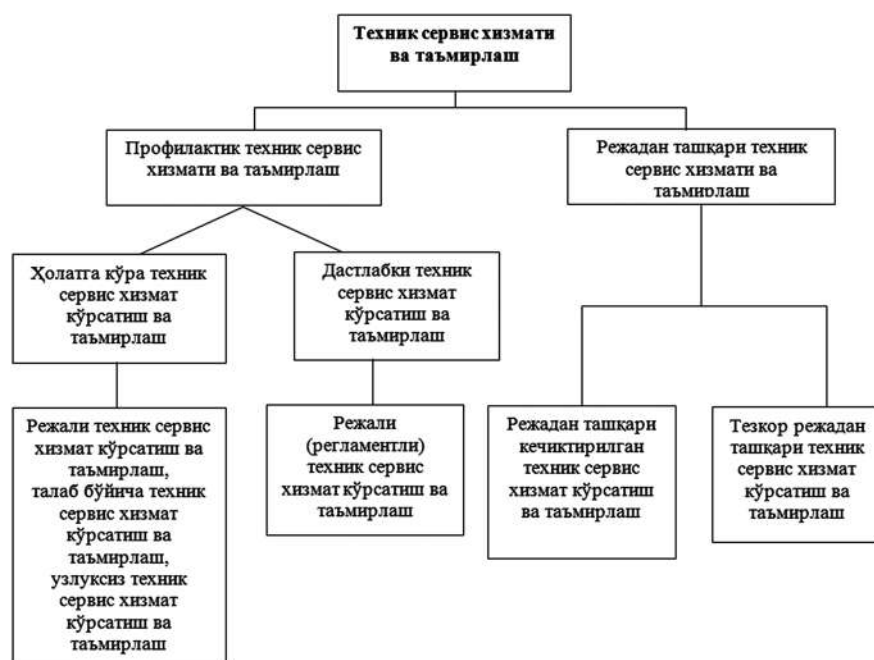 Техник сервис хизмати
ва таъмирлаш
Профилактик техник сервис
хизмати ва таъмирлаш
Режадан ташқари техник
сервис хизмати ва
таъмирлаш
Ҳолатга кўра техник
сервис хизмат
кўрсатиш ва
таъмирлаш
Дастлабки техник
сервис хизмат
кўрсатиш ва
таъмирлаш
Режали техник сервис
хизмат кўрсатиш ва
таъмирлаш,
талаб бўйича техник
сервис хизмат
кўрсатиш ва
таъмирлаш,
узлуксиз техник
сервис хизмат
кўрсатиш ва
таъмирлаш
Режали
(регламентли)
техник сервис
хизмат кўрсатиш ва
таъмирлаш
Режадан ташқари
кечиктирилган
техник сервис
хизмат кўрсатиш
ва таъмирлаш
Тезкор режадан
ташқари техник
сервис хизмат
кўрсатиш ва
таъмирлаш